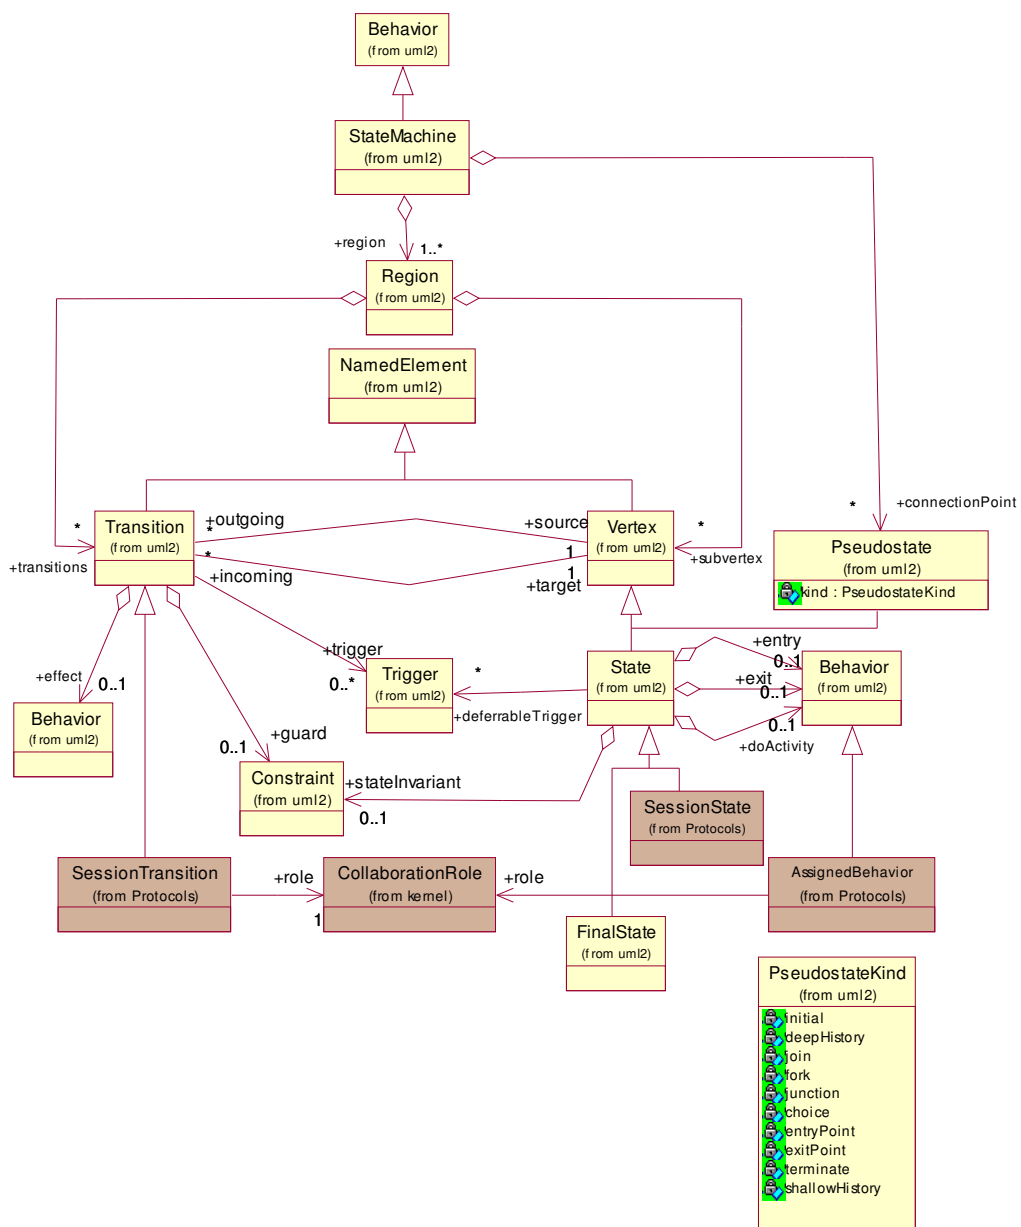 Behavior
(from uml2)
StateMachine
(from uml2)
+region
1..*
Region
(from uml2)
NamedElement
(from uml2)
*
+transitions
Transition
(from uml2)
+outgoing
*
*
+incoming
+source
1
1
+target
Vertex
(from uml2)
*
+subvertex
*
+connectionPoint
Pseudostate
(from uml2)
kind : PseudostateKind
+effect
0..1
Behavior
(from uml2)
+trigger
0..*
Trigger
(from uml2)
*
+deferrableTrigger
State
(from uml2)
+entry
0..1
+exit
0..1
0..1
+doActivity
Behavior
(from uml2)
+guard
0..1
Constraint
(from uml2)
+stateInvariant
0..1
SessionState
(from Protocols)
SessionTransition
(from Protocols)
+role
1
CollaborationRole
(from kernel)
+role
AssignedBehavior
(from Protocols)
FinalState
(from uml2)
PseudostateKind
(from uml2)
initial
deepHistory
join
fork
junction
choice
entryPoint
exitPoint
terminate
shallowHistory